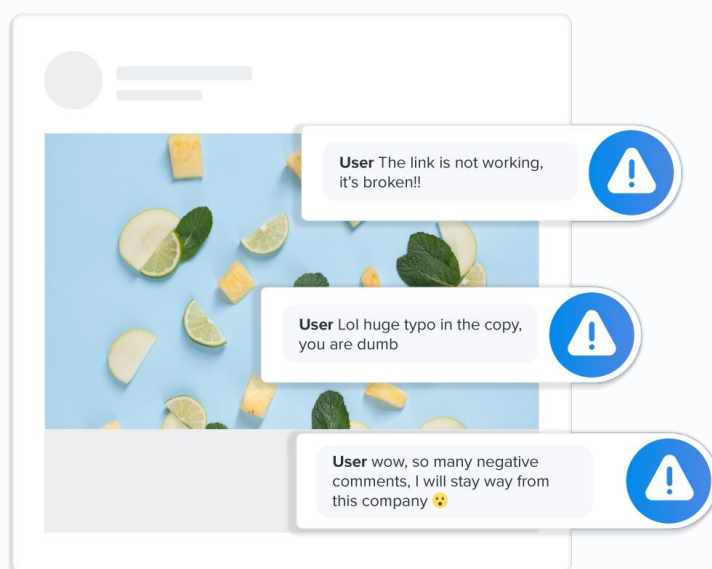 User The link is not working,
it's broken!!
User Lol huge typo in the copy,
you are dumb
User wow, so many negative
comments, I will stay way from
this company 😮